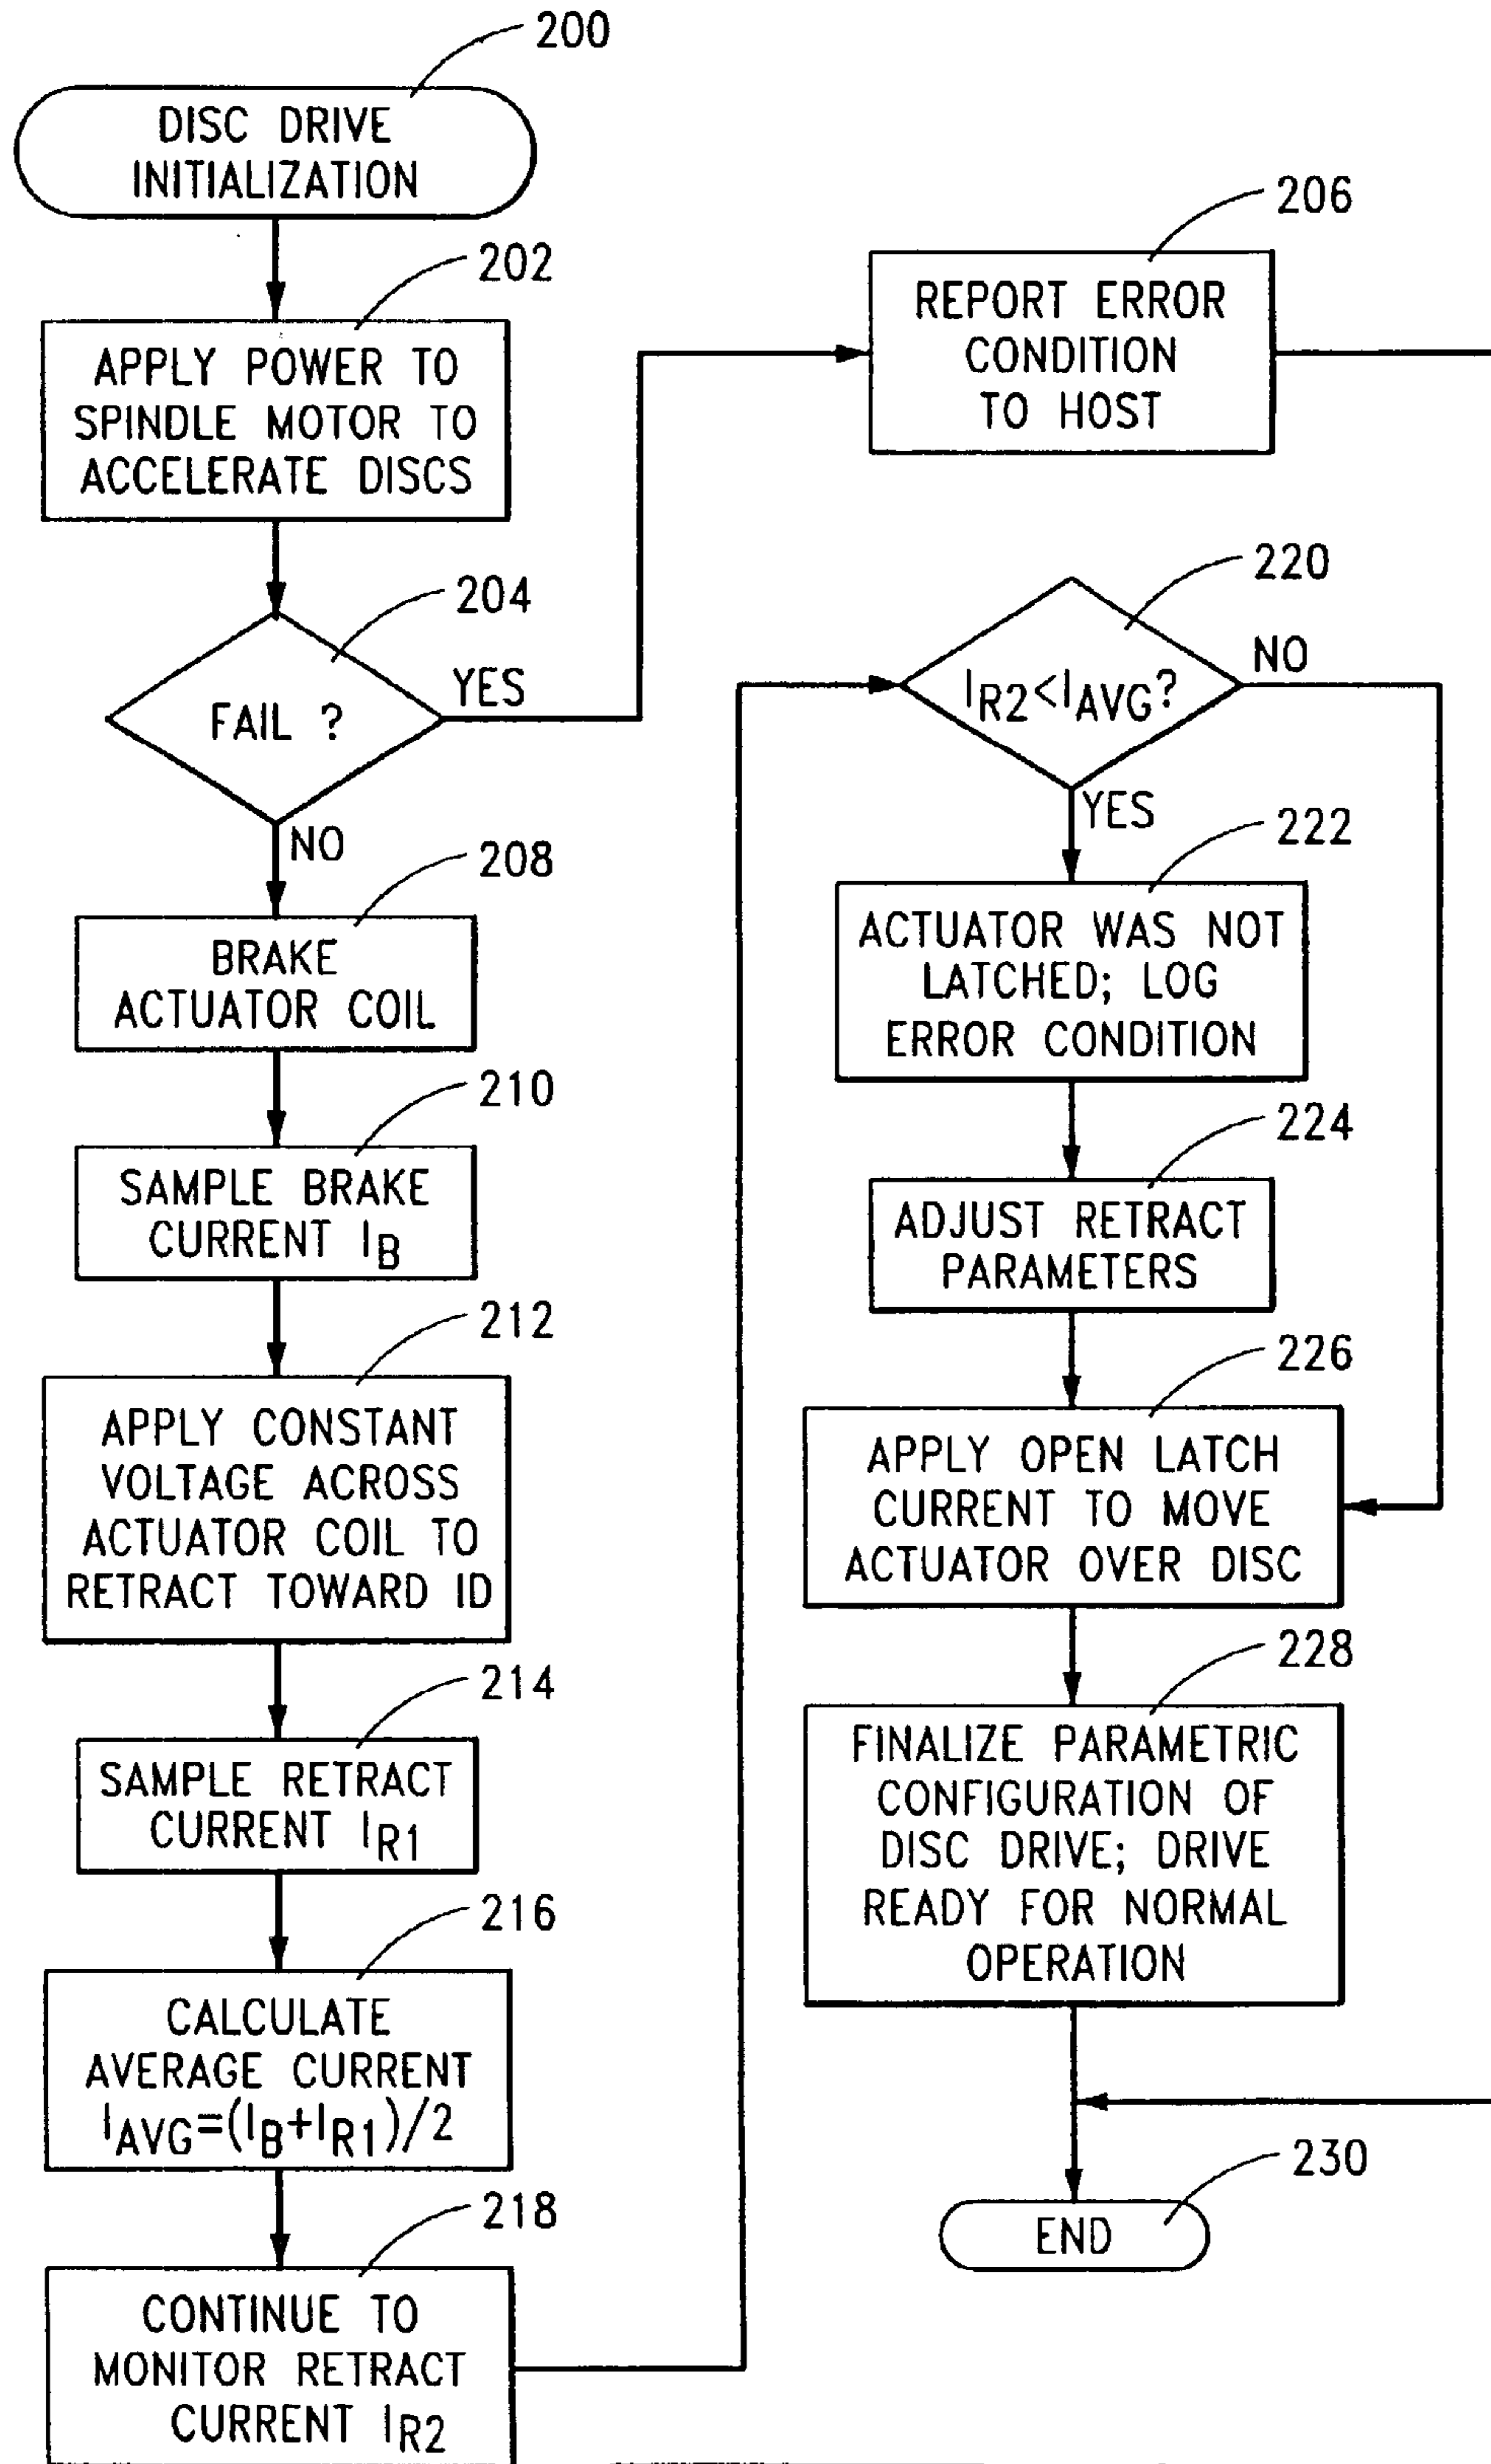 200
DISC DRIVE
INITIALIZATION
202
APPLY POWER TO
SPINDLE MOTOR TO
ACCELERATE DISCS
204
FAIL ?
YES
NO
206
REPORT ERROR
CONDITION
TO HOST
208
BRAKE
ACTUATOR COIL
210
SAMPLE BRAKE
CURRENT IB
212
APPLY CONSTANT
VOLTAGE ACROSS
ACTUATOR COIL TO
RETRACT TOWARD ID
214
SAMPLE RETRACT
CURRENT IR1
216
CALCULATE
AVERAGE CURRENT
IAVG=(IB+IR1)/2
218
CONTINUE TO
MONITOR RETRACT
CURRENT IR2
220
IR2<IAVG?
NO
YES
222
ACTUATOR WAS NOT
LATCHED; LOG
ERROR CONDITION
224
ADJUST RETRACT
PARAMETERS
226
APPLY OPEN LATCH
CURRENT TO MOVE
ACTUATOR OVER DISC
228
FINALIZE PARAMETRIC
CONFIGURATION OF
DISC DRIVE; DRIVE
READY FOR NORMAL
OPERATION
230
END